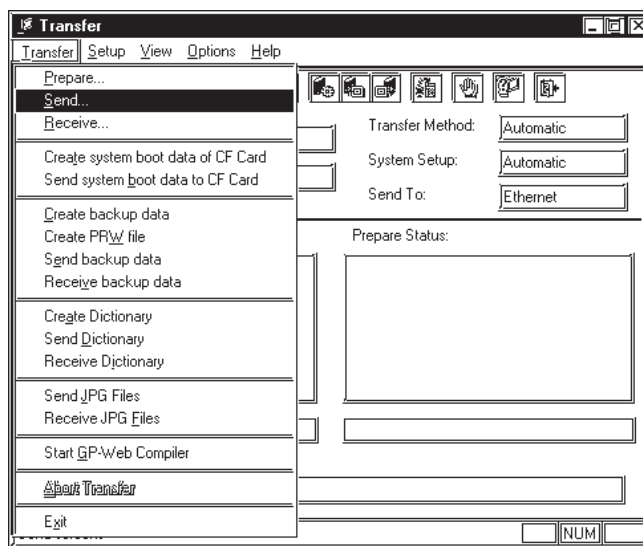 Transfer
Transfer Setup View Options Help
Prepare...
Send...
Receive...
Create system boot data of CF Card
Send system boot data to CF Card
Create backup data
Create PRW file
Send backup data
Receive backup data
Create Dictionary
Send Dictionary
Receive Dictionary
Send JPG Files
Receive JPG Files
Start GP-Web Compiler
Abort Transfer
Exit
Transfer Method: Automatic
System Setup: Automatic
Send To: Ethernet
Prepare Status:
NUM